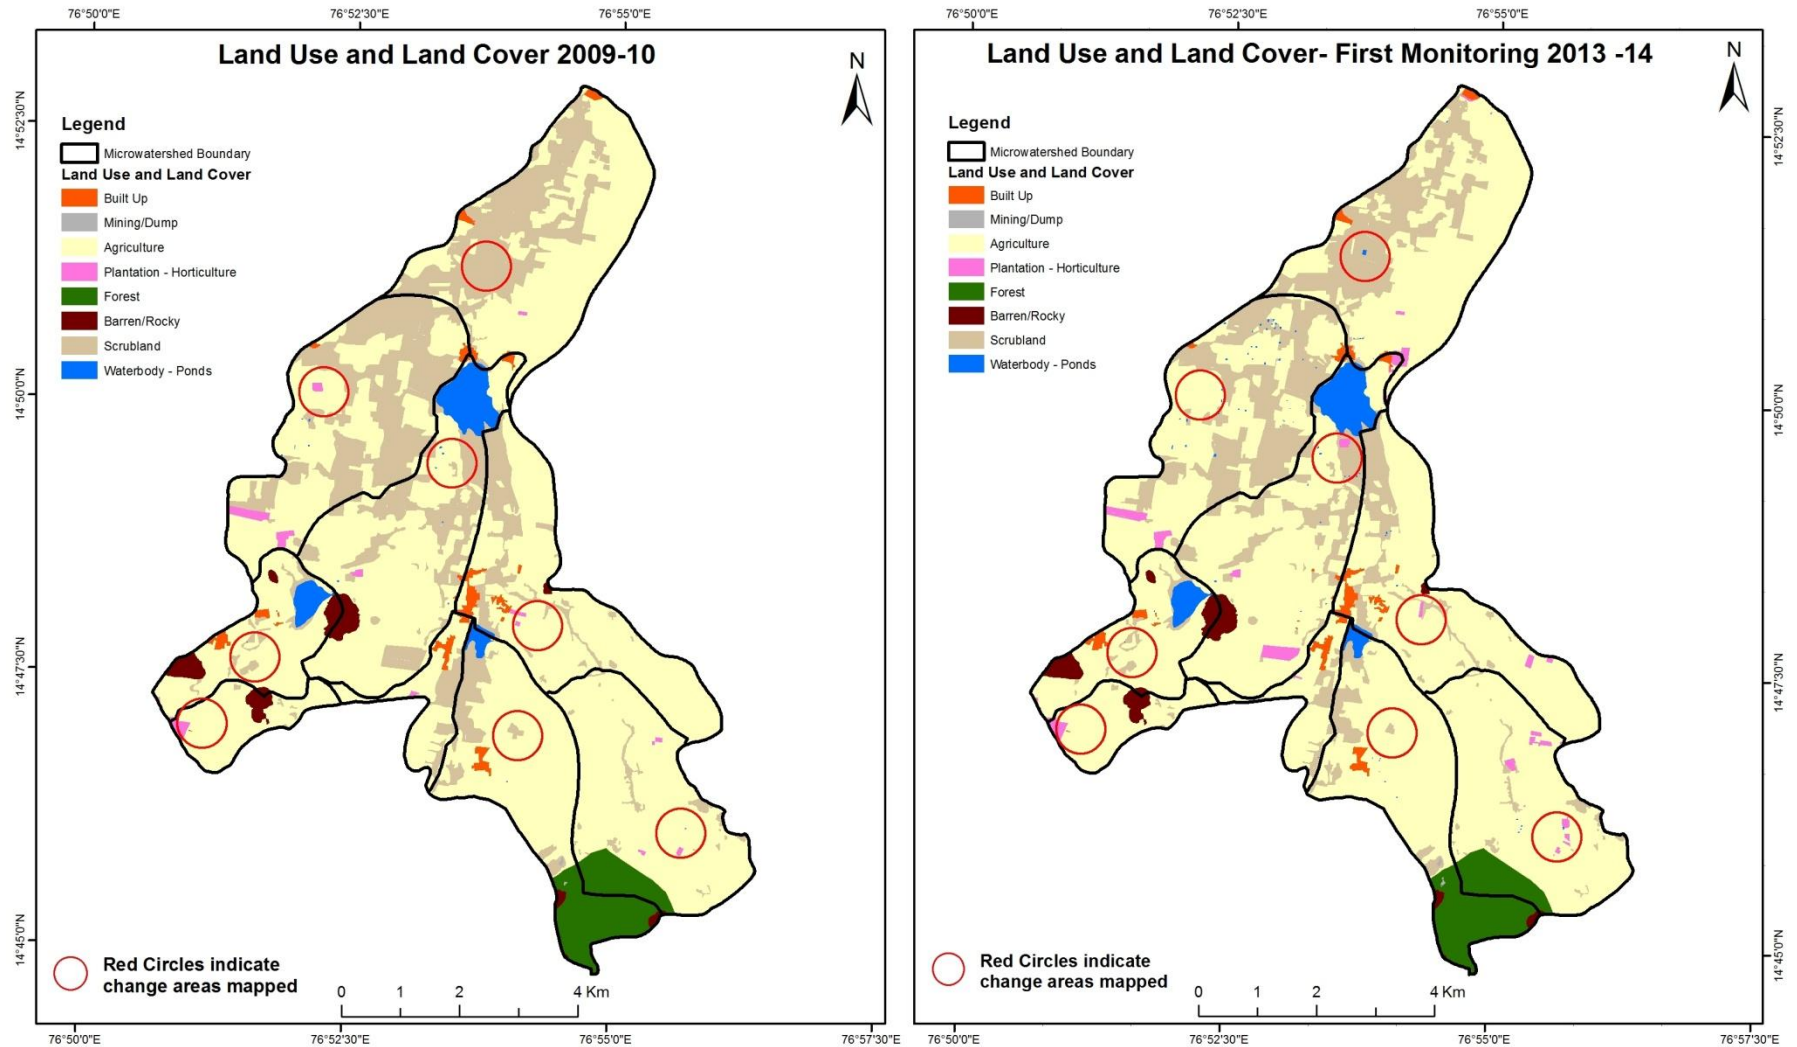 76°50'0"E 76°52'30"E 76°55'0"E
Land Use and Land Cover 2009-10
N
14°52'30"N
14°50'0"N
14°47'30"N
14°45'0"N
Legend
Microwatershed Boundary
Land Use and Land Cover
Built Up
Mining/Dump
Agriculture
Plantation - Horticulture
Forest
Barren/Rocky
Scrubland
Waterbody - Ponds
Red Circles indicate
change areas mapped
0 1 2 4 Km
76°50'0"E 76°52'30"E 76°55'0"E 76°57'30"E
76°50'0"E 76°52'30"E 76°55'0"E
Land Use and Land Cover- First Monitoring 2013 -14
N
Legend
Microwatershed Boundary
Land Use and Land Cover
Built Up
Mining/Dump
Agriculture
Plantation - Horticulture
Forest
Barren/Rocky
Scrubland
Waterbody - Ponds
14°52'30"N
14°50'0"N
14°47'30"N
14°45'0"N
Red Circles indicate
change areas mapped
0 1 2 4 Km
76°50'0"E 76°52'30"E 76°55'0"E 76°57'30"E